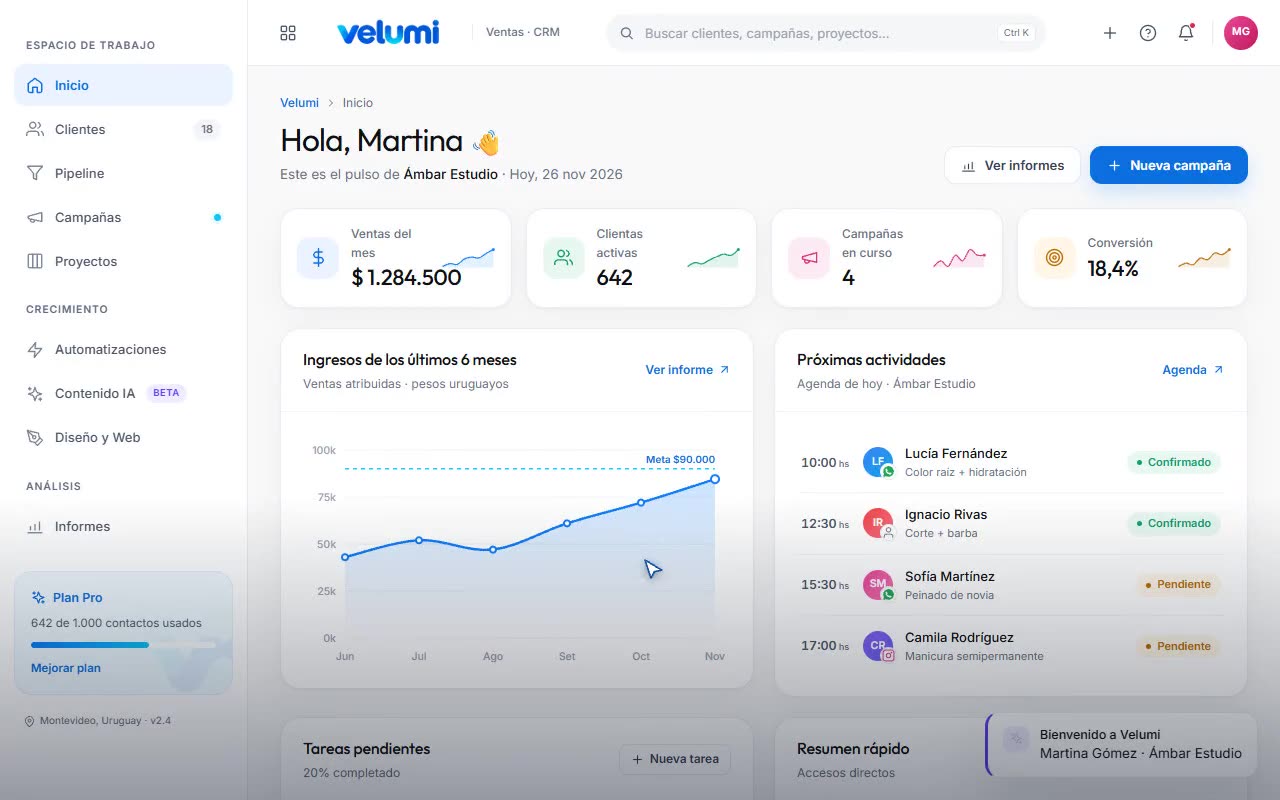 ESPACIO DE TRABAJO
Inicio
Clientes 18
Pipeline
Campañas
Proyectos
CRECIMIENTO
Automatizaciones
Contenido IA BETA
Diseño y Web
ANÁLISIS
Informes
Plan Pro
642 de 1.000 contactos usados
Mejorar plan
Montevideo, Uruguay · v2.4
velumi
Ventas · CRM
Buscar clientes, campañas, proyectos...
Ctrl K
MG
Velumi > Inicio
Hola, Martina 👋
Este es el pulso de Ámbar Estudio · Hoy, 26 nov 2026
Ver informes
+ Nueva campaña
Ventas del
mes
$ 1.284.500
Clientas
activas
642
Campañas
en curso
4
Conversión
18,4%
Ingresos de los últimos 6 meses
Ventas atribuidas · pesos uruguayos
Ver informe
Meta $90.000
100k
75k
50k
25k
0k
Jun Jul Ago Set Oct Nov
Próximas actividades
Agenda de hoy · Ámbar Estudio
Agenda
10:00 hs LF Lucía Fernández Confirmado
Color raíz + hidratación
12:30 hs IR Ignacio Rivas Confirmado
Corte + barba
15:30 hs SM Sofía Martínez Pendiente
Peinado de novia
17:00 hs CR Camila Rodríguez Pendiente
Manicura semipermanente
Tareas pendientes
20% completado
+ Nueva tarea
Resumen rápido
Accesos directos
Bienvenido a Velumi
Martina Gómez · Ámbar Estudio